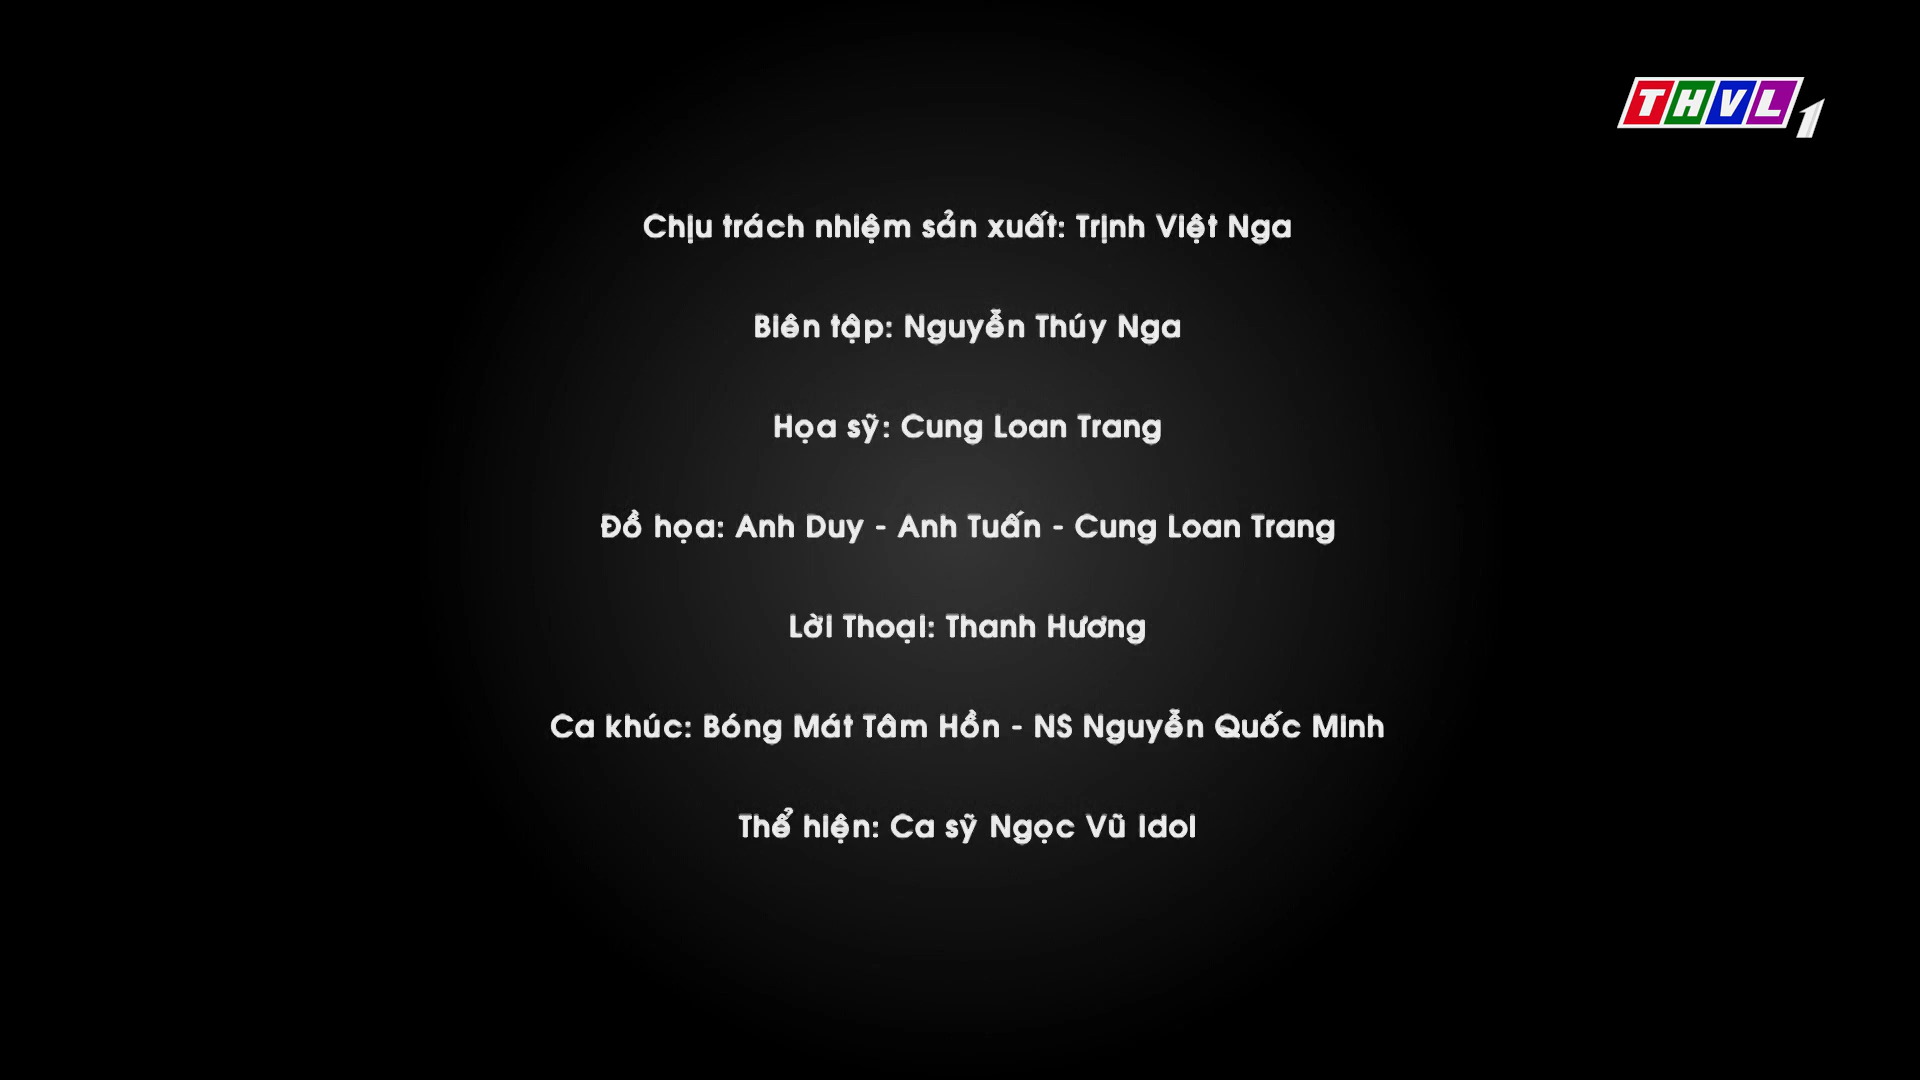 THVL1
Chịu trách nhiệm sản xuất: Trịnh Việt Nga
Biên tập: Nguyễn Thúy Nga
Họa sỹ: Cung Loan Trang
Đồ họa: Anh Duy - Anh Tuấn - Cung Loan Trang
Lời Thoại: Thanh Hương
Ca khúc: Bóng Mát Tâm Hồn - NS Nguyễn Quốc Minh
Thể hiện: Ca sỹ Ngọc Vũ Idol